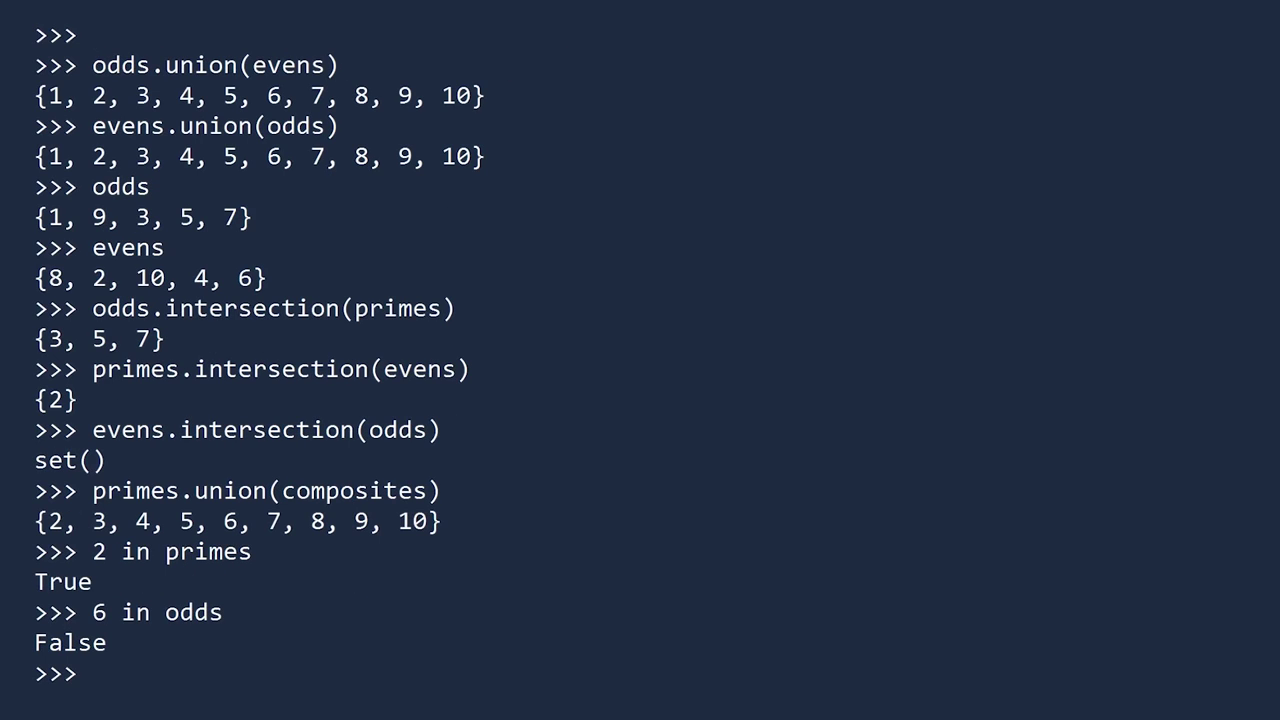 >>>
>>> odds.union(evens)
{1, 2, 3, 4, 5, 6, 7, 8, 9, 10}
>>> evens.union(odds)
{1, 2, 3, 4, 5, 6, 7, 8, 9, 10}
>>> odds
{1, 9, 3, 5, 7}
>>> evens
{8, 2, 10, 4, 6}
>>> odds.intersection(primes)
{3, 5, 7}
>>> primes.intersection(evens)
{2}
>>> evens.intersection(odds)
set()
>>> primes.union(composites)
{2, 3, 4, 5, 6, 7, 8, 9, 10}
>>> 2 in primes
True
>>> 6 in odds
False
>>>